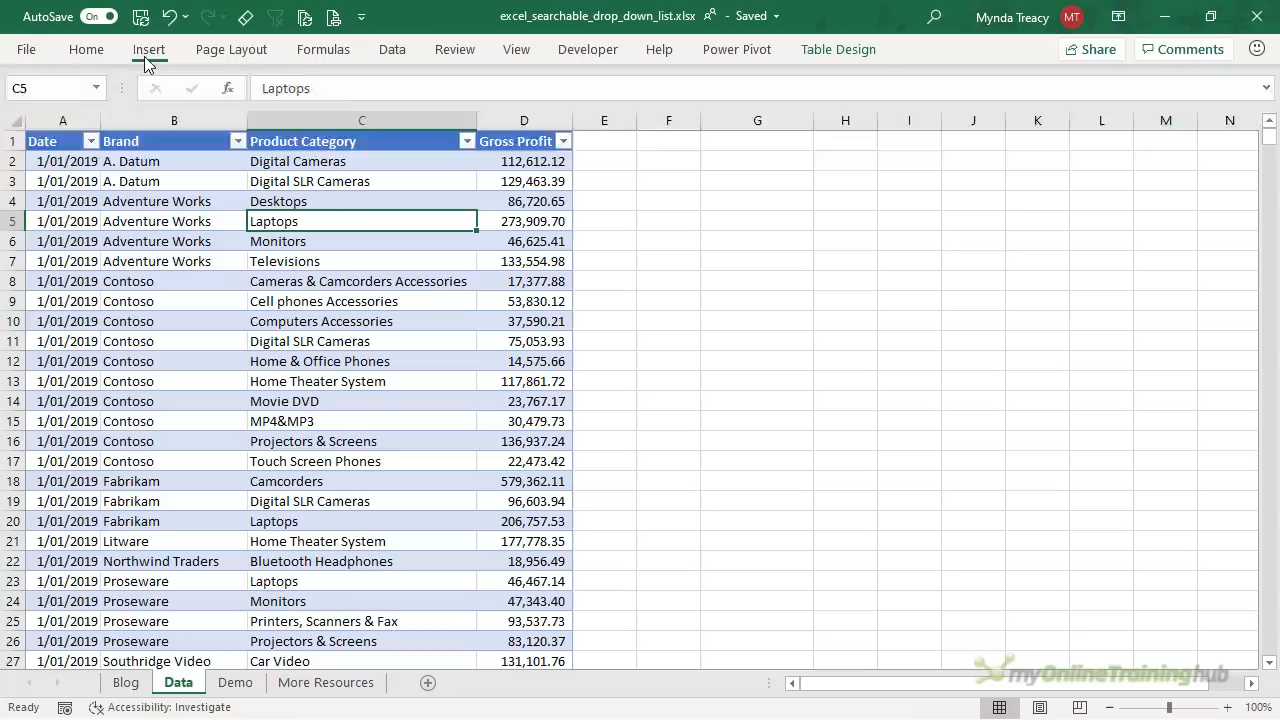 AutoSave On excel_searchable_drop_down_list.xlsx - Saved Mynda Treacy MT
File Home Insert Page Layout Formulas Data Review View Developer Help Power Pivot Table Design Share Comments
C5 fx Laptops
A B C D E F G H I J K L M N
1 Date Brand Product Category Gross Profit
2 1/01/2019 A. Datum Digital Cameras 112,612.12
3 1/01/2019 A. Datum Digital SLR Cameras 129,463.39
4 1/01/2019 Adventure Works Desktops 86,720.65
5 1/01/2019 Adventure Works Laptops 273,909.70
6 1/01/2019 Adventure Works Monitors 46,625.41
7 1/01/2019 Adventure Works Televisions 133,554.98
8 1/01/2019 Contoso Cameras & Camcorders Accessories 17,377.88
9 1/01/2019 Contoso Cell phones Accessories 53,830.12
10 1/01/2019 Contoso Computers Accessories 37,590.21
11 1/01/2019 Contoso Digital SLR Cameras 75,053.93
12 1/01/2019 Contoso Home & Office Phones 14,575.66
13 1/01/2019 Contoso Home Theater System 117,861.72
14 1/01/2019 Contoso Movie DVD 23,767.17
15 1/01/2019 Contoso MP4&MP3 30,479.73
16 1/01/2019 Contoso Projectors & Screens 136,937.24
17 1/01/2019 Contoso Touch Screen Phones 22,473.42
18 1/01/2019 Fabrikam Camcorders 579,362.11
19 1/01/2019 Fabrikam Digital SLR Cameras 96,603.94
20 1/01/2019 Fabrikam Laptops 206,757.53
21 1/01/2019 Litware Home Theater System 177,778.35
22 1/01/2019 Northwind Traders Bluetooth Headphones 18,956.49
23 1/01/2019 Proseware Laptops 46,467.14
24 1/01/2019 Proseware Monitors 47,343.40
25 1/01/2019 Proseware Printers, Scanners & Fax 93,537.73
26 1/01/2019 Proseware Projectors & Screens 83,120.37
27 1/01/2019 Southridge Video Car Video 131,101.76
myOnlineTraininghub
Blog Data Demo More Resources
Ready Accessibility: Investigate 100%